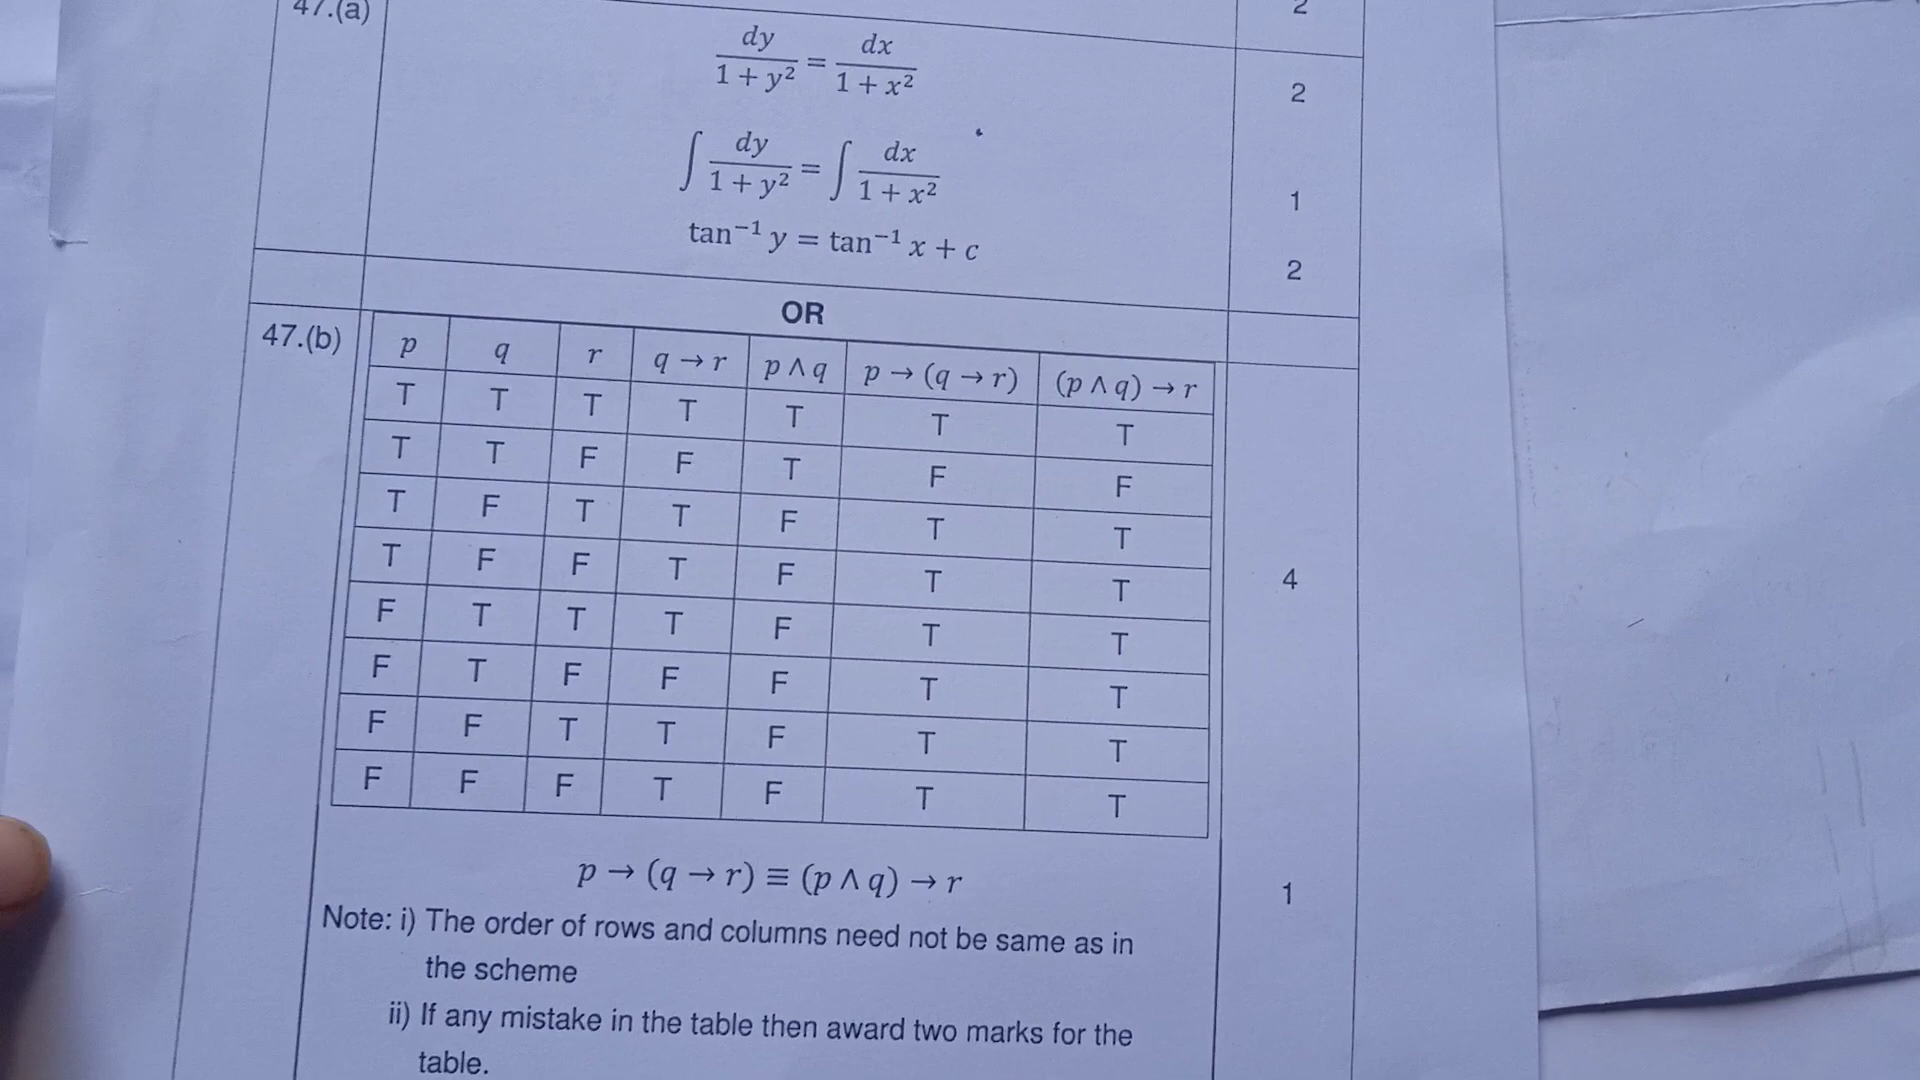 47.(a) 2
dy/(1 + y²) = dx/(1 + x²) 2
∫ dy/(1 + y²) = ∫ dx/(1 + x²) 1
tan⁻¹ y = tan⁻¹ x + c 2
OR
47.(b) p q r q → r p ∧ q p → (q → r) (p ∧ q) → r
T T T T T T T
T T F F T F F
T F T T F T T
T F F T F T T 4
F T T T F T T
F T F F F T T
F F T T F T T
F F F T F T T
p → (q → r) ≡ (p ∧ q) → r 1
Note: i) The order of rows and columns need not be same as in
the scheme
ii) If any mistake in the table then award two marks for the
table.